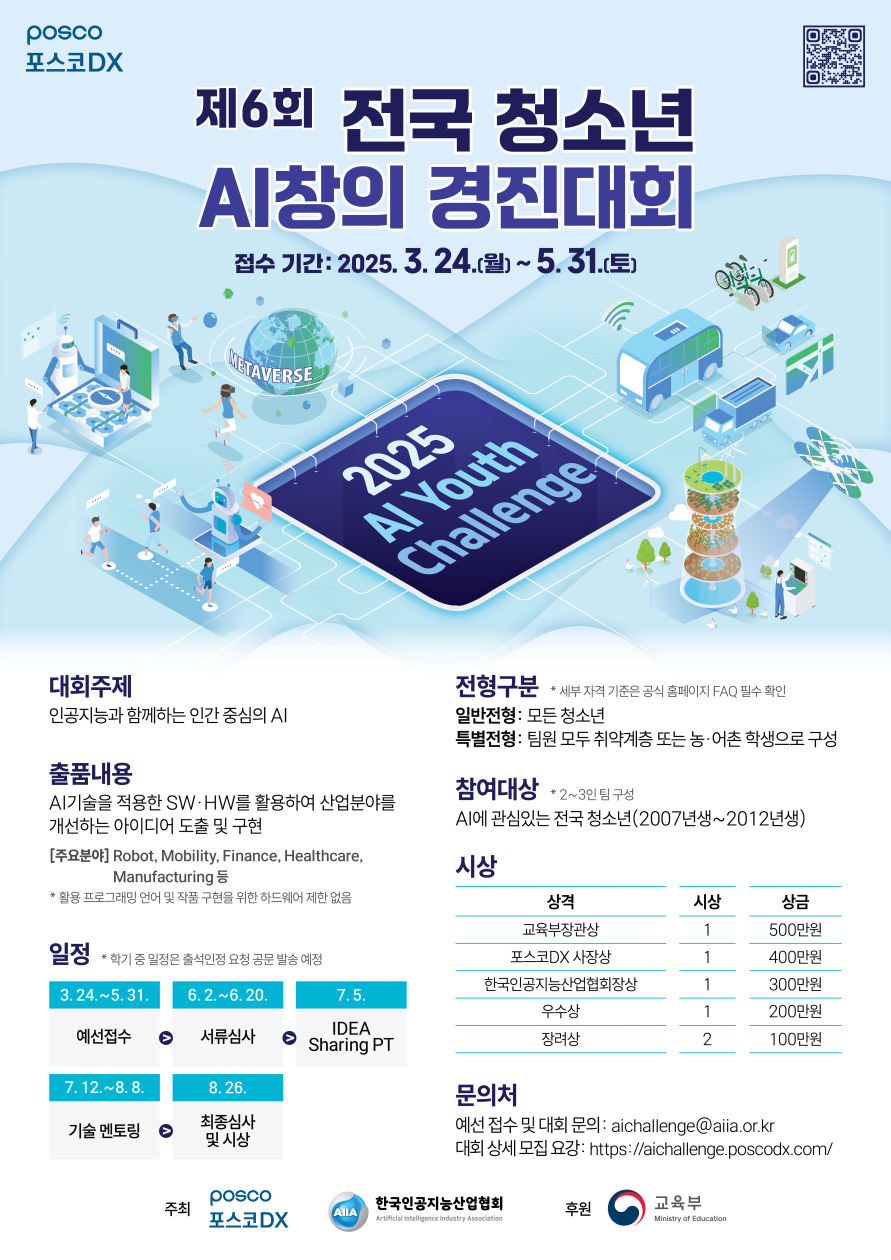 posco
포스코DX
제6회 전국 청소년
AI창의 경진대회
접수 기간: 2025. 3. 24.(월) ~ 5. 31.(토)
METAVERSE
2025
AI Youth
Challenge
대회주제
인공지능과 함께하는 인간 중심의 AI
출품내용
AI기술을 적용한 SW·HW를 활용하여 산업분야를
개선하는 아이디어 도출 및 구현
[주요분야] Robot, Mobility, Finance, Healthcare,
Manufacturing 등
* 활용 프로그래밍 언어 및 작품 구현을 위한 하드웨어 제한 없음
일정 * 학기 중 일정은 출석인정 요청 공문 발송 예정
3. 24.~5. 31.
예선접수
6. 2.~6. 20.
서류심사
7. 5.
IDEA
Sharing PT
7. 12.~8. 8.
기술 멘토링
8. 26.
최종심사
및 시상
전형구분 * 세부 자격 기준은 공식 홈페이지 FAQ 필수 확인
일반전형: 모든 청소년
특별전형: 팀원 모두 취약계층 또는 농·어촌 학생으로 구성
참여대상 * 2~3인 팀 구성
AI에 관심있는 전국 청소년(2007년생~2012년생)
시상
상격 시상 상금
교육부장관상 1 500만원
포스코DX 사장상 1 400만원
한국인공지능산업협회장상 1 300만원
우수상 1 200만원
장려상 2 100만원
문의처
예선 접수 및 대회 문의: aichallenge@aiia.or.kr
대회 상세 모집 요강: https://aichallenge.poscodx.com/
주최
posco
포스코DX
AIIA
한국인공지능산업협회
Artificial Intelligence Industry Association
후원
교육부
Ministry of Education